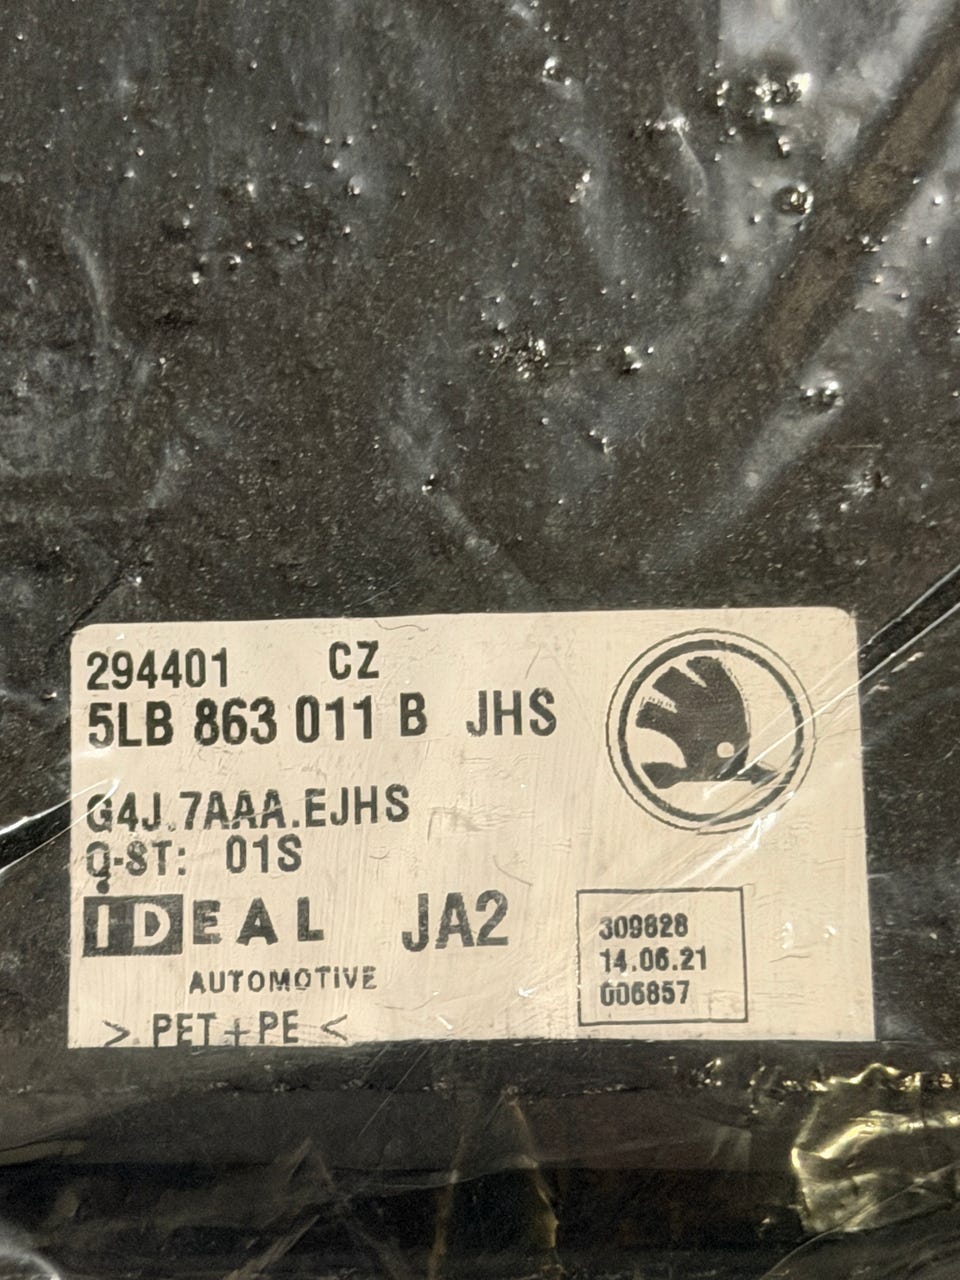 294401 CZ
5LB 863 011 B JHS
G4J.7AAA.EJHS
Q-ST: 01S
IDEAL JA2
AUTOMOTIVE
> PET+PE <
309828
14.06.21
006857